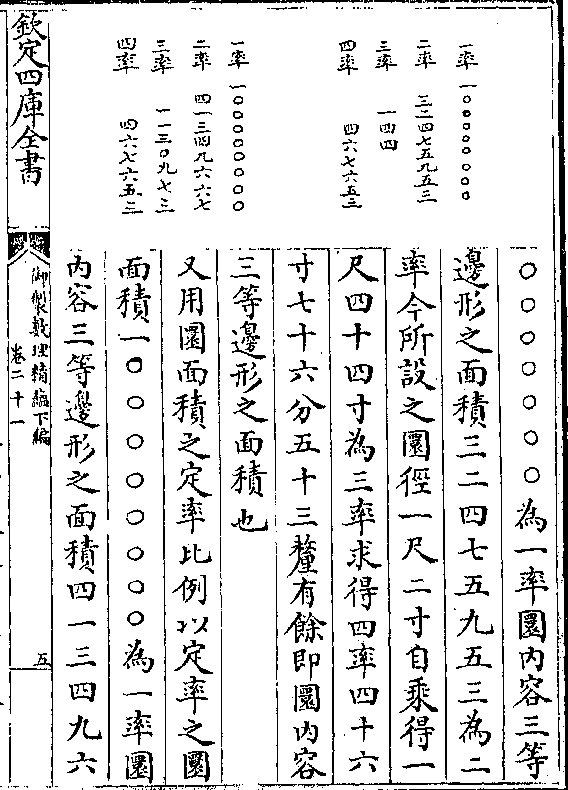 一率 一〇〇〇〇〇〇〇〇
二率 三二四七五九五三
三率 一四四
四率 四六七六五三
一率 一〇〇〇〇〇〇〇〇
二率 四一三四九六六七
三率 一一三〇九七三
四率 四六七六五三
〇〇〇〇〇〇〇為一率圜内容三等
邊形之面積三二四七五九五三為二
率今所設之圜徑一尺二寸自乘得一
尺四十四寸為三率求得四率四十六
寸七十六分五十三釐有餘即圜内容
三等邊形之面積也
又用圜面積之定率比例以定率之圜
面積一〇〇〇〇〇〇〇〇為一率圜
内容三等邊形之面積四一三四九六
欽定四庫全書
御製數理精蘊下編
卷二十一
五